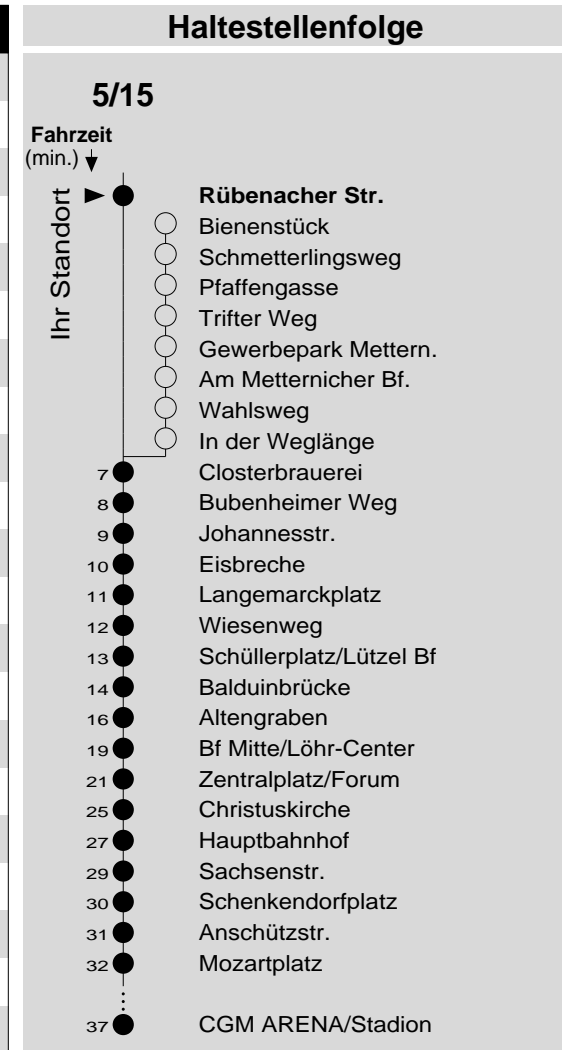 Haltestellenfolge
5/15
Fahrzeit
(min.)
Ihr Standort
Rübenacher Str.
Bienenstück
Schmetterlingsweg
Pfaffengasse
Trifter Weg
Gewerbepark Mettern.
Am Metternicher Bf.
Wahlsweg
In der Weglänge
7 Closterbrauerei
8 Bubenheimer Weg
9 Johannesstr.
10 Eisbreche
11 Langemarckplatz
12 Wiesenweg
13 Schüllerplatz/Lützel Bf
14 Balduinbrücke
16 Altengraben
19 Bf Mitte/Löhr-Center
21 Zentralplatz/Forum
25 Christuskirche
27 Hauptbahnhof
29 Sachsenstr.
30 Schenkendorfplatz
31 Anschützstr.
32 Mozartplatz
37 CGM ARENA/Stadion